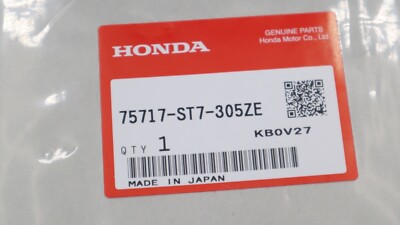 HONDA
GENUINE PARTS
Honda Motor Co., Ltd.
75717-ST7-305ZE
QTY 1
KB0V27
MADE IN JAPAN